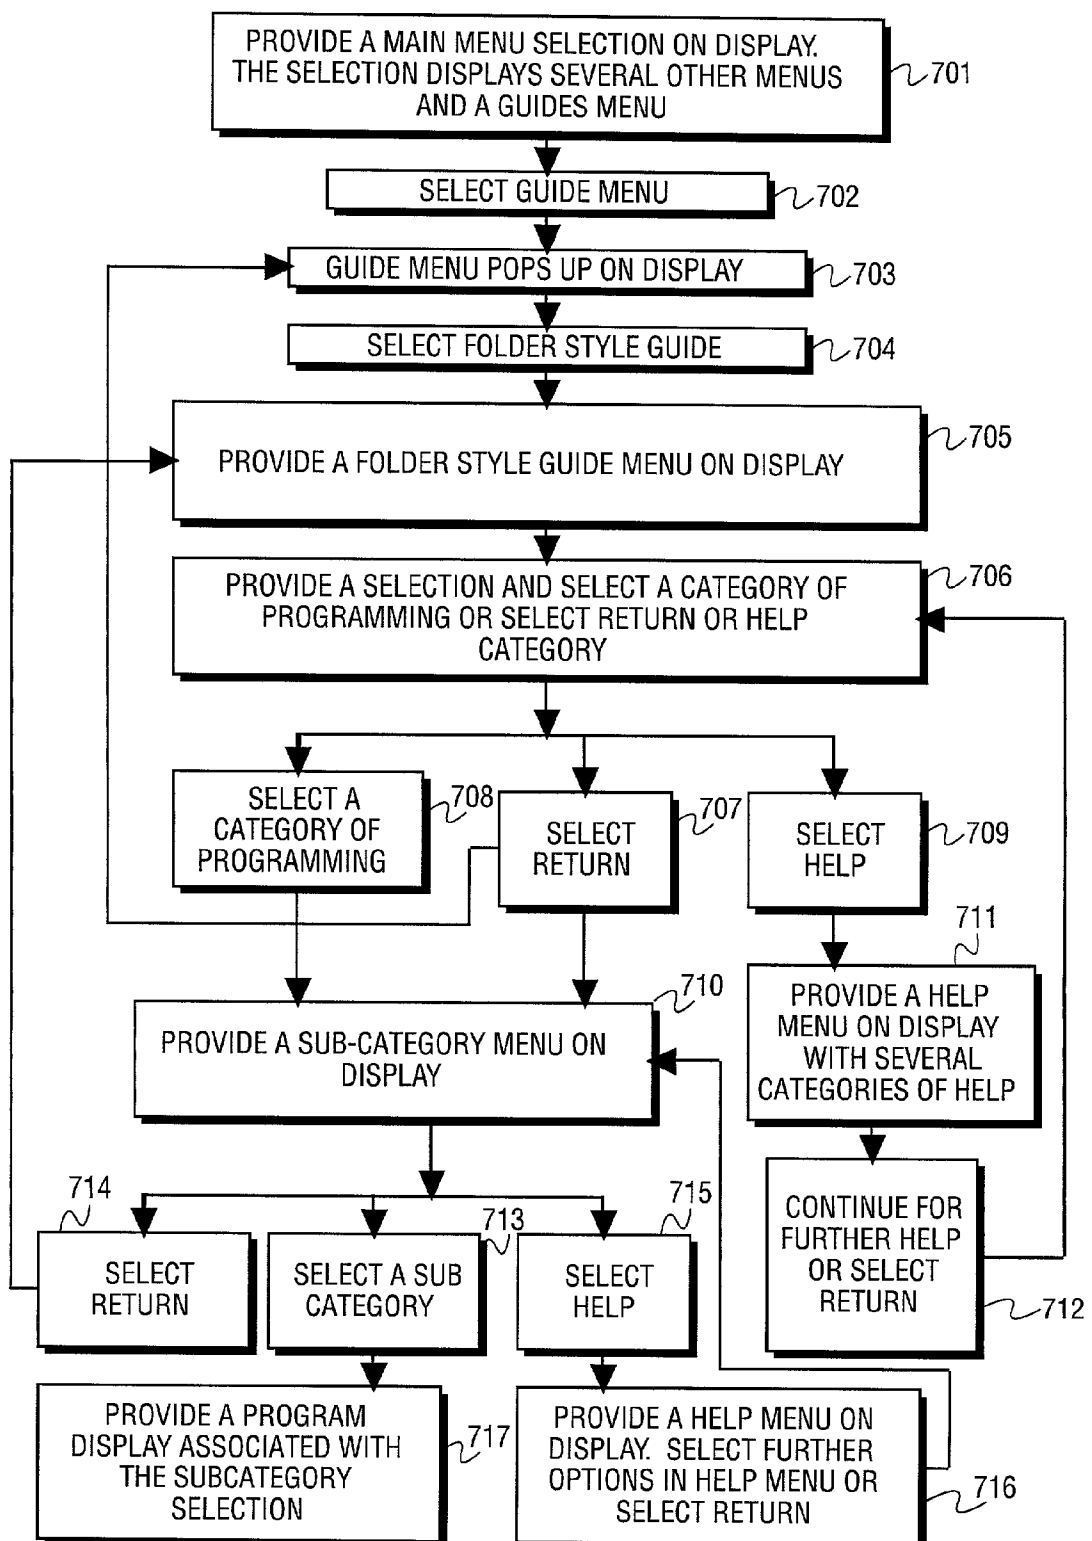 PROVIDE A MAIN MENU SELECTION ON DISPLAY.
THE SELECTION DISPLAYS SEVERAL OTHER MENUS
AND A GUIDES MENU
701
SELECT GUIDE MENU
702
GUIDE MENU POPS UP ON DISPLAY
703
SELECT FOLDER STYLE GUIDE
704
PROVIDE A FOLDER STYLE GUIDE MENU ON DISPLAY
705
PROVIDE A SELECTION AND SELECT A CATEGORY OF
PROGRAMMING OR SELECT RETURN OR HELP
CATEGORY
706
SELECT A
CATEGORY OF
PROGRAMMING
708
SELECT
RETURN
707
SELECT
HELP
709
PROVIDE A SUB-CATEGORY MENU ON
DISPLAY
710
PROVIDE A HELP
MENU ON DISPLAY
WITH SEVERAL
CATEGORIES OF HELP
711
CONTINUE FOR
FURTHER HELP
OR SELECT
RETURN
712
714
SELECT
RETURN
713
SELECT A SUB
CATEGORY
715
SELECT
HELP
PROVIDE A PROGRAM
DISPLAY ASSOCIATED WITH
THE SUBCATEGORY
SELECTION
717
PROVIDE A HELP MENU ON
DISPLAY. SELECT FURTHER
OPTIONS IN HELP MENU OR
SELECT RETURN
716